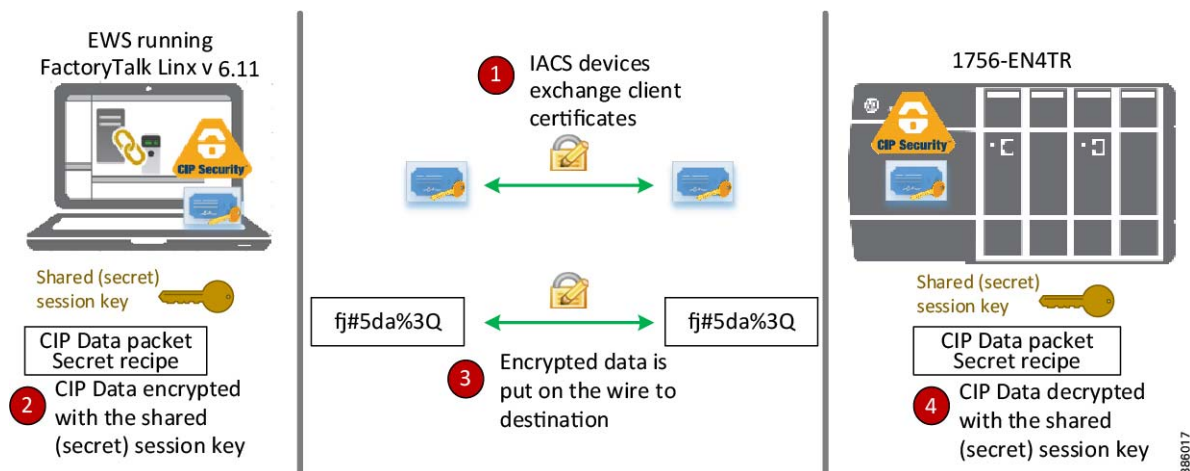 EWS running
FactoryTalk Linx v 6.11
CIP Security
Shared (secret)
session key
CIP Data packet
Secret recipe
2
CIP Data encrypted
with the shared
(secret) session key
1
IACS devices
exchange client
certificates
fj#5da%3Q
fj#5da%3Q
3
Encrypted data is
put on the wire to
destination
1756-EN4TR
CIP Security
Shared (secret)
session key
CIP Data packet
Secret recipe
4
CIP Data decrypted
with the shared
(secret) session key
386017